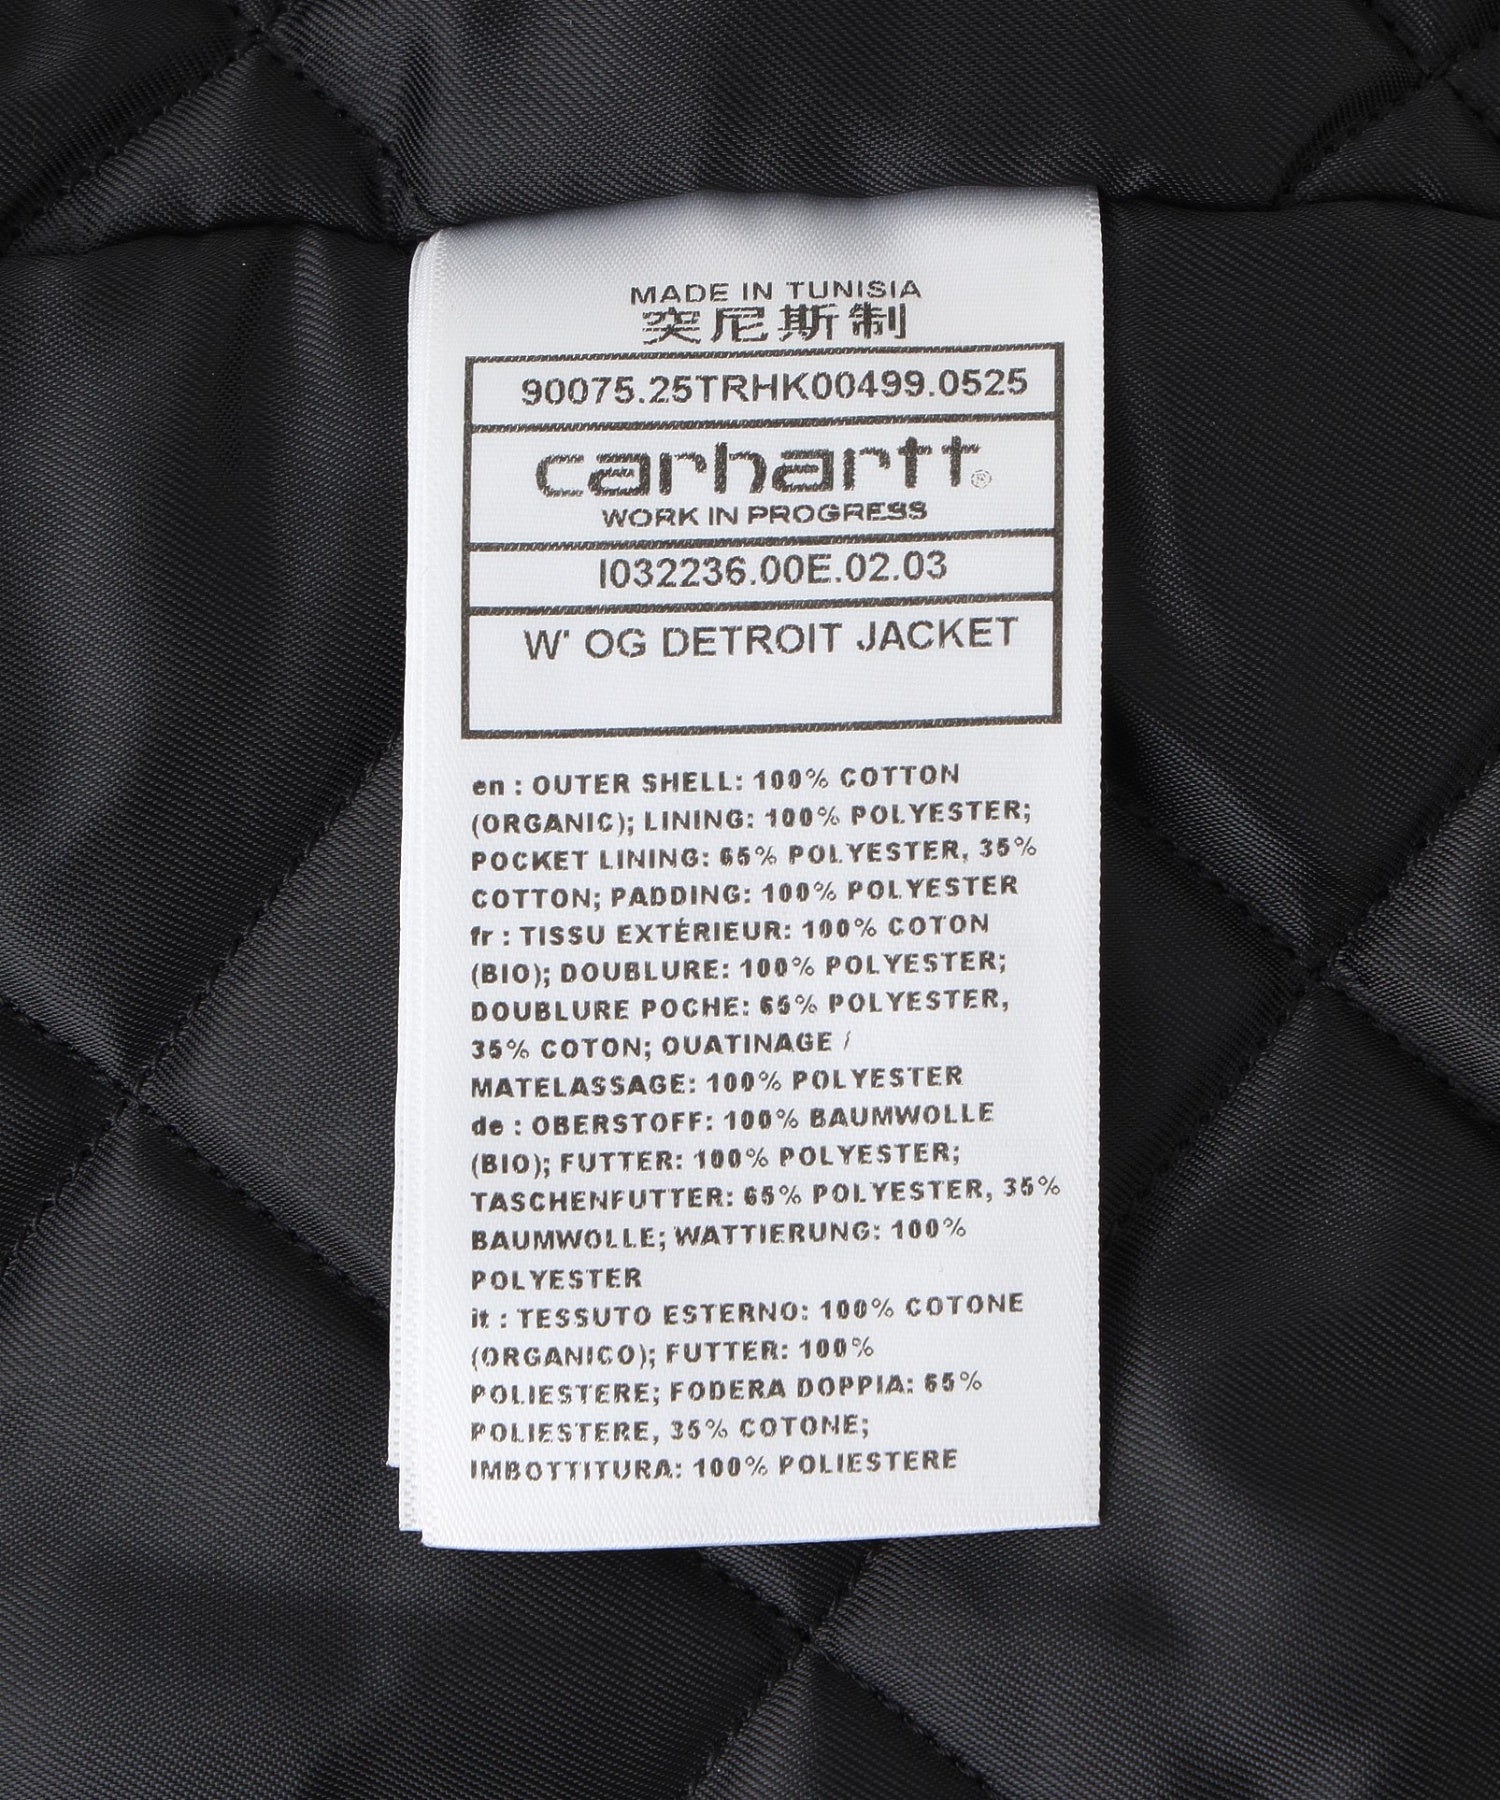 MADE IN TUNISIA
突尼斯制
90075.25TRHK00499.0525
carhartt®
WORK IN PROGRESS
I032236.00E.02.03
W' OG DETROIT JACKET
en : OUTER SHELL: 100% COTTON
(ORGANIC); LINING: 100% POLYESTER;
POCKET LINING: 65% POLYESTER, 35%
COTTON; PADDING: 100% POLYESTER
fr : TISSU EXTÉRIEUR: 100% COTON
(BIO); DOUBLURE: 100% POLYESTER;
DOUBLURE POCHE: 65% POLYESTER,
35% COTON; OUATINAGE /
MATELASSAGE: 100% POLYESTER
de : OBERSTOFF: 100% BAUMWOLLE
(BIO); FUTTER: 100% POLYESTER;
TASCHENFUTTER: 65% POLYESTER, 35%
BAUMWOLLE; WATTIERUNG: 100%
POLYESTER
it : TESSUTO ESTERNO: 100% COTONE
(ORGANICO); FUTTER: 100%
POLIESTERE; FODERA DOPPIA: 65%
POLIESTERE, 35% COTONE;
IMBOTTITURA: 100% POLIESTERE